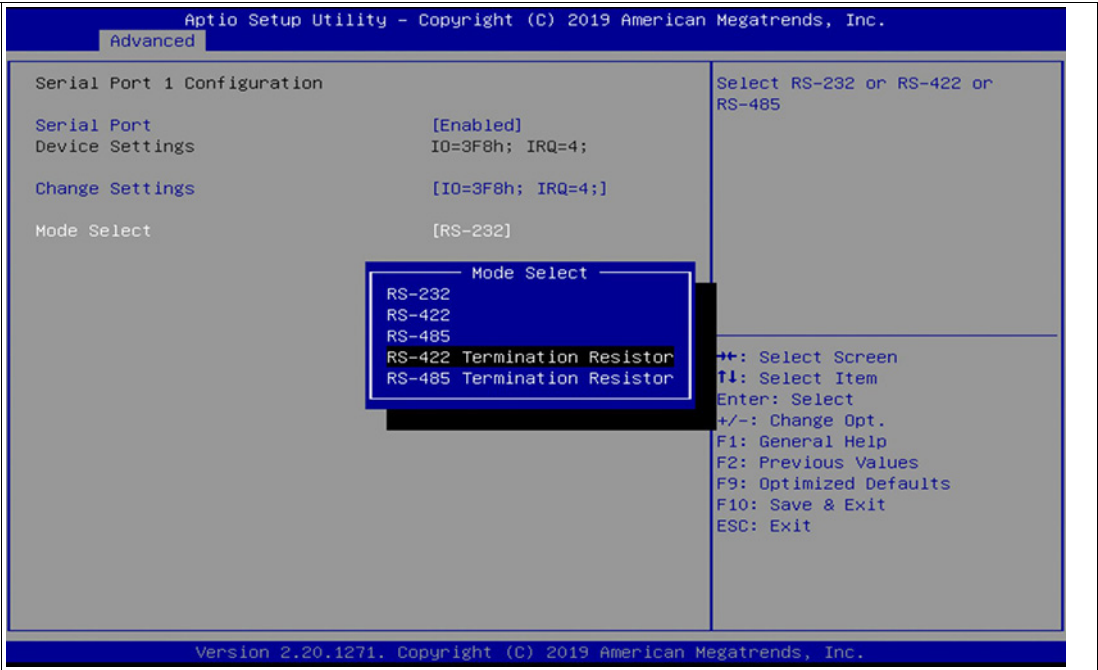 Aptio Setup Utility – Copyright (C) 2019 American Megatrends, Inc.
Advanced
Serial Port 1 Configuration
Serial Port [Enabled]
Device Settings IO=3F8h; IRQ=4;
Change Settings [IO=3F8h; IRQ=4;]
Mode Select [RS-232]
Mode Select
RS-232
RS-422
RS-485
RS-422 Termination Resistor
RS-485 Termination Resistor
Select RS-232 or RS-422 or
RS-485
→←: Select Screen
↑↓: Select Item
Enter: Select
+/-: Change Opt.
F1: General Help
F2: Previous Values
F9: Optimized Defaults
F10: Save & Exit
ESC: Exit
Version 2.20.1271. Copyright (C) 2019 American Megatrends, Inc.